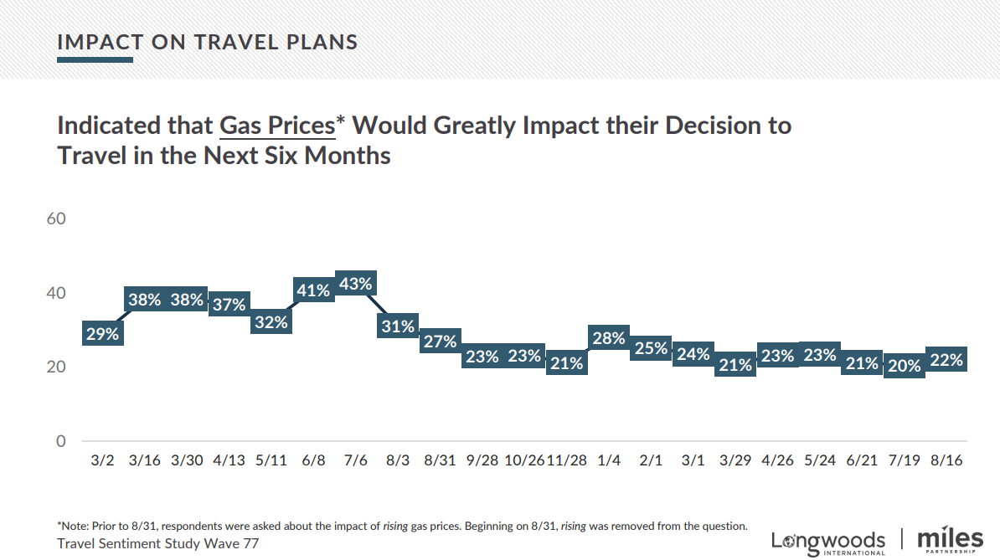 IMPACT ON TRAVEL PLANS
Indicated that Gas Prices* Would Greatly Impact their Decision to
Travel in the Next Six Months
60
40
20
0
29% 38% 38% 37% 32% 41% 43% 31% 27% 23% 23% 21% 28% 25% 24% 21% 23% 23% 21% 20% 22%
3/2 3/16 3/30 4/13 5/11 6/8 7/6 8/3 8/31 9/28 10/26 11/28 1/4 2/1 3/1 3/29 4/26 5/24 6/21 7/19 8/16
*Note: Prior to 8/31, respondents were asked about the impact of rising gas prices. Beginning on 8/31, rising was removed from the question.
Travel Sentiment Study Wave 77
Longwoods
INTERNATIONAL
miles
PARTNERSHIP